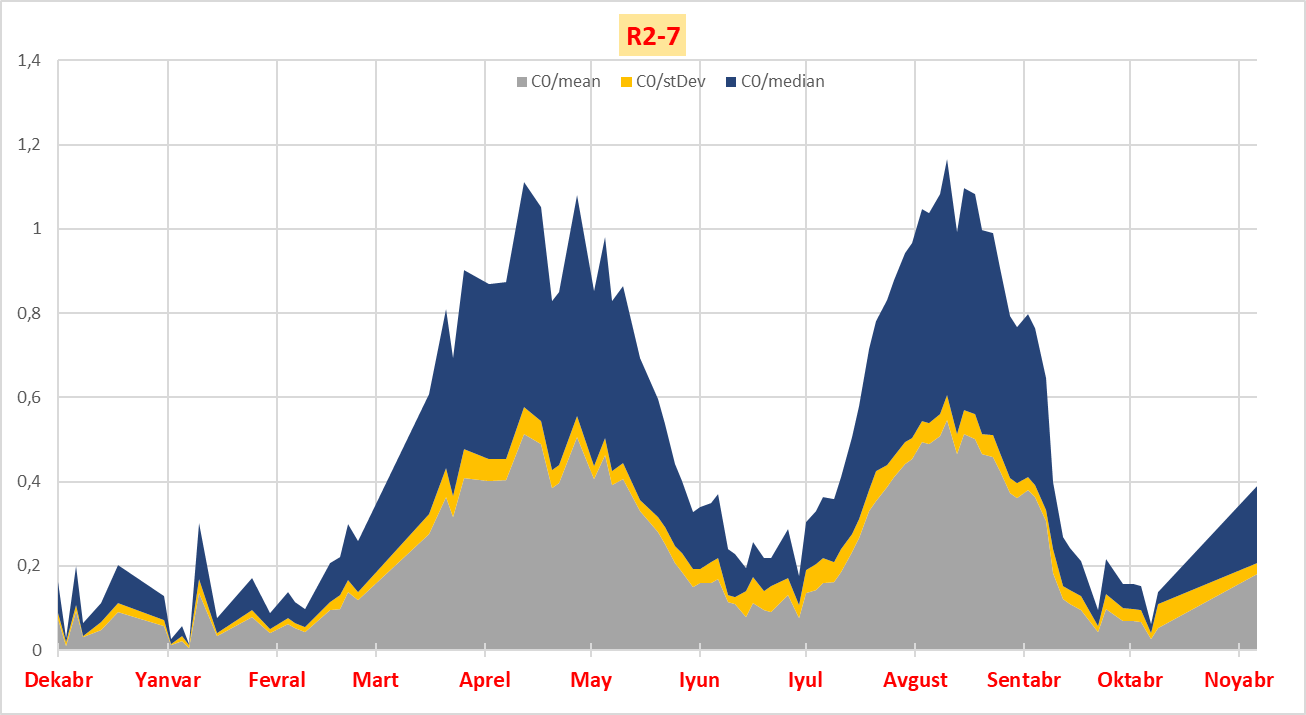 R2-7
C0/mean C0/stDev C0/median
1,4
1,2
1
0,8
0,6
0,4
0,2
0
Dekabr Yanvar Fevral Mart Aprel May Iyun Iyul Avgust Sentabr Oktabr Noyabr